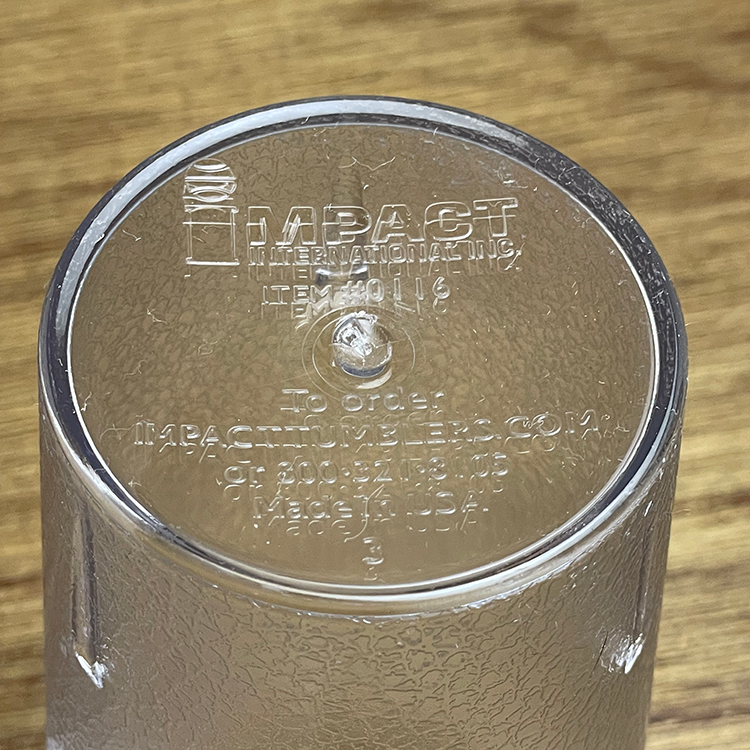 IMPACT
INTERNATIONAL INC.
ITEM #0116
To order
IMPACTTUMBLERS.COM
or
Made in USA
3